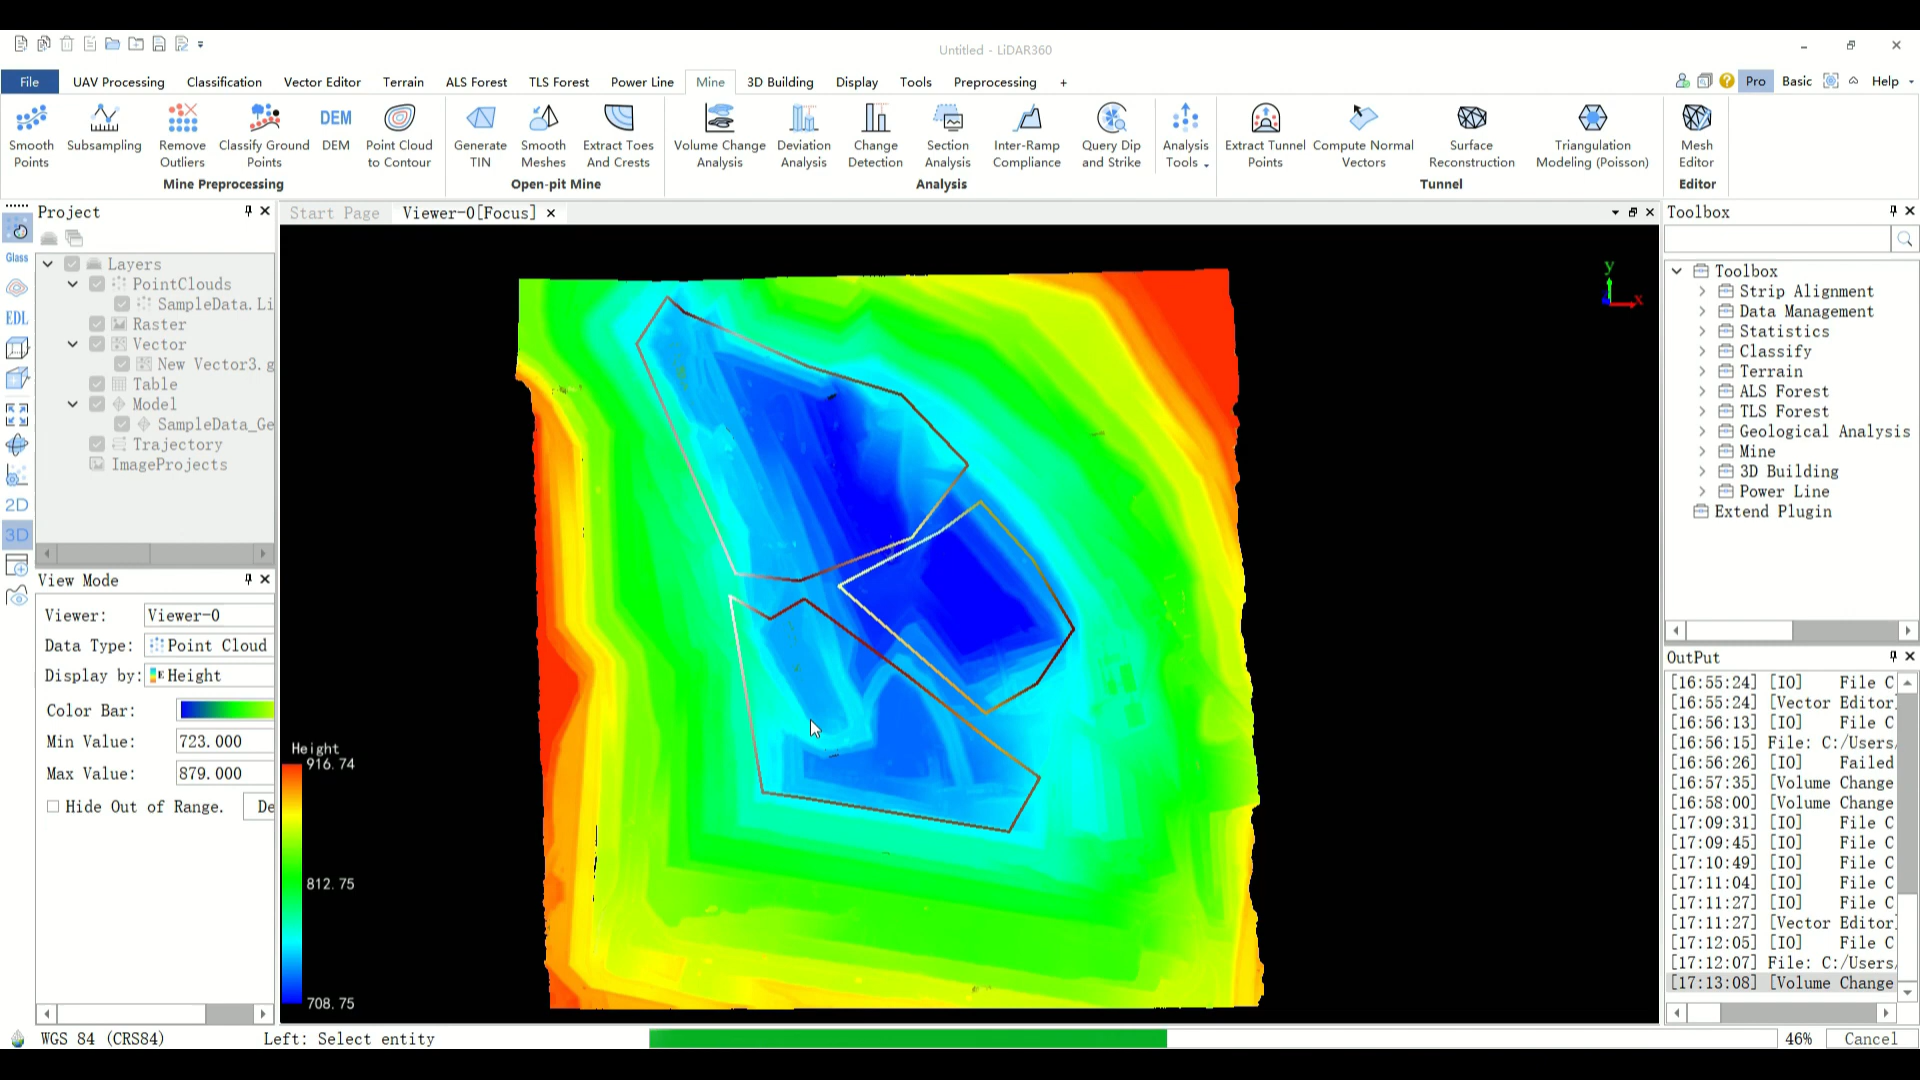 Untitled - LiDAR360
File UAV Processing Classification Vector Editor Terrain ALS Forest TLS Forest Power Line Mine 3D Building Display Tools Preprocessing + Pro Basic Help
Smooth Points
Subsampling
Remove Outliers
Classify Ground Points
DEM
DEM
Point Cloud to Contour
Generate TIN
Smooth Meshes
Extract Toes And Crests
Volume Change Analysis
Deviation Analysis
Change Detection
Section Analysis
Inter-Ramp Compliance
Query Dip and Strike
Analysis Tools
Extract Tunnel Points
Compute Normal Vectors
Surface Reconstruction
Triangulation Modeling (Poisson)
Mesh Editor
Mine Preprocessing Open-pit Mine Analysis Tunnel Editor
Project
Start Page Viewer-0[Focus]
Toolbox
Glass
EDL
2D
3D
Layers
PointClouds
SampleData.Li
Raster
Vector
New Vector3.g
Table
Model
SampleData_Ge
Trajectory
ImageProjects
View Mode
Viewer: Viewer-0
Data Type: Point Cloud
Display by: E Height
Color Bar:
Min Value: 723.000
Max Value: 879.000
Hide Out of Range. De
y
x
Height
916.74
812.75
708.75
Toolbox
Strip Alignment
Data Management
Statistics
Classify
Terrain
ALS Forest
TLS Forest
Geological Analysis
Mine
3D Building
Power Line
Extend Plugin
OutPut
[16:55:24] [IO] File C
[16:55:24] [Vector Editor]
[16:56:13] [IO] File C
[16:56:15] File: C:/Users/
[16:56:26] [IO] Failed
[16:57:35] [Volume Change
[16:58:00] [Volume Change
[17:09:31] [IO] File C
[17:09:45] [IO] File C
[17:10:49] [IO] File C
[17:11:04] [IO] File C
[17:11:27] [IO] File C
[17:11:27] [Vector Editor]
[17:12:05] [IO] File C
[17:12:07] File: C:/Users/
[17:13:08] [Volume Change
WGS 84 (CRS84) Left: Select entity 46% Cancel